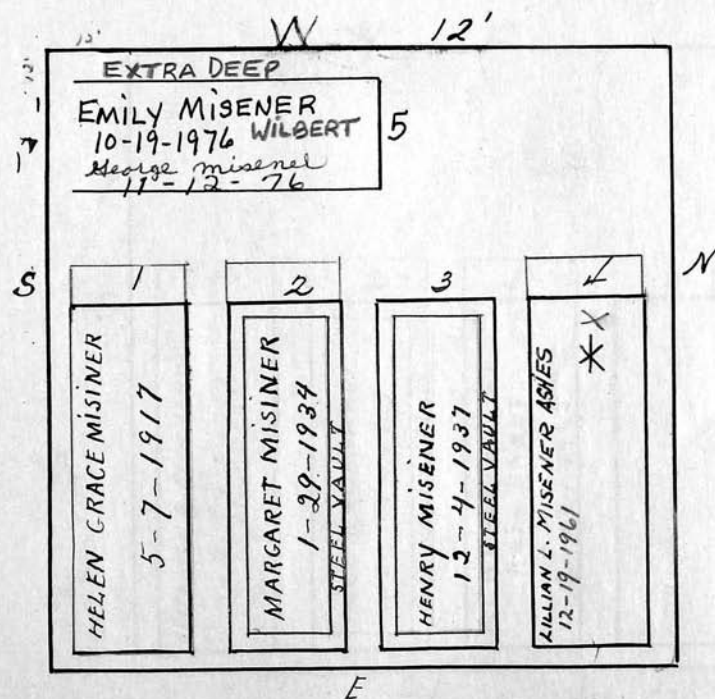 W 12'
EXTRA DEEP
EMILY MISENER
10-19-1976 WILBERT
George Misener
11-12-76
5
S
N
1
2
3
4
HELEN GRACE MISINER
5-7-1917
MARGARET MISINER
1-29-1934
STEEL VAULT
HENRY MISENER
12-4-1937
STEEL VAULT
LILLIAN L. MISENER ASHES
12-19-1961
X
E